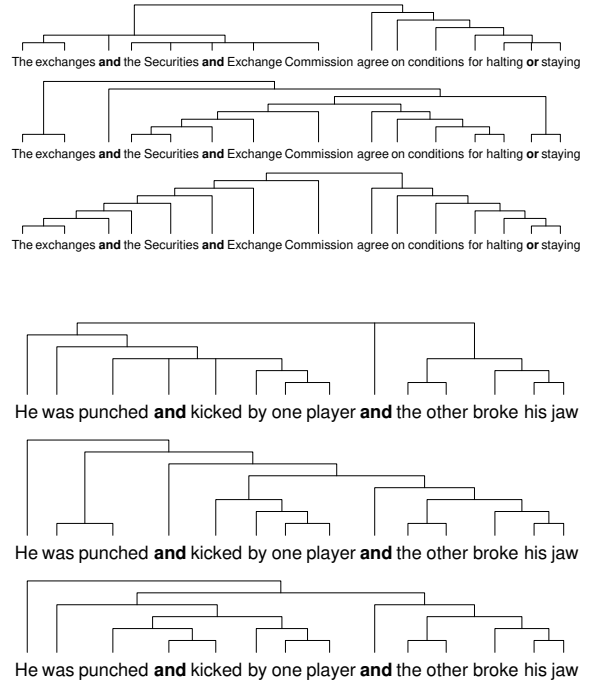 The exchanges and the Securities and Exchange Commission agree on conditions for halting or staying
The exchanges and the Securities and Exchange Commission agree on conditions for halting or staying
The exchanges and the Securities and Exchange Commission agree on conditions for halting or staying
He was punched and kicked by one player and the other broke his jaw
He was punched and kicked by one player and the other broke his jaw
He was punched and kicked by one player and the other broke his jaw